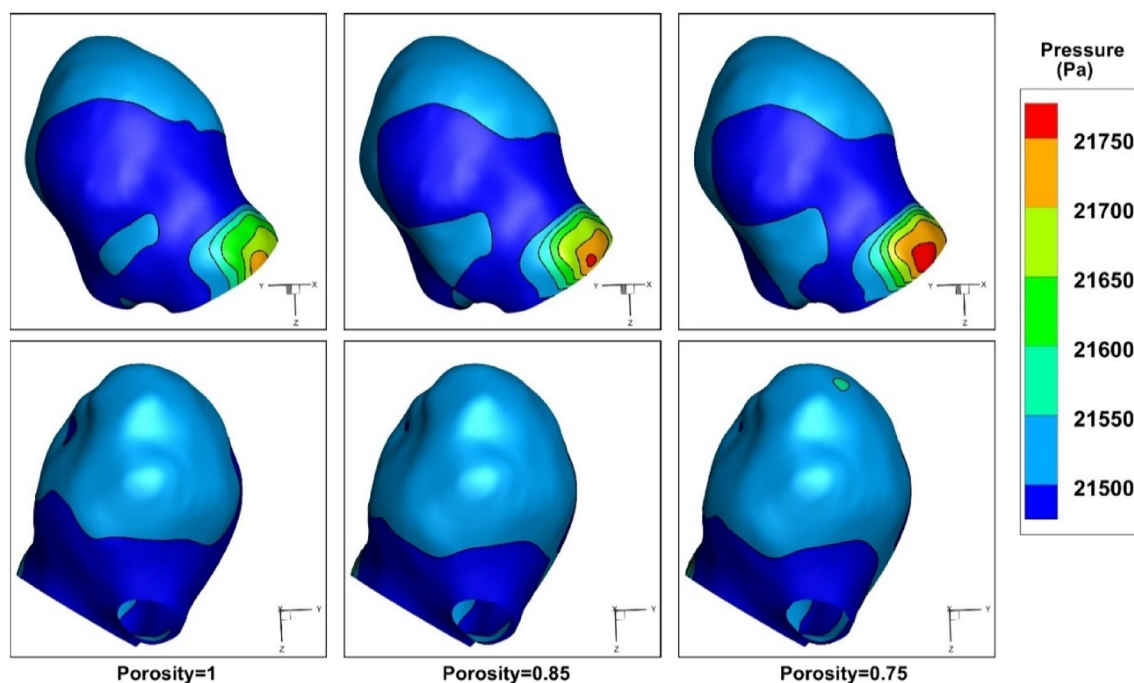 Pressure
(Pa)
21750
21700
21650
21600
21550
21500
Y X
Z
Y X
Z
Y X
Z
X Y
Z
X Y
Z
X Y
Z
Porosity=1
Porosity=0.85
Porosity=0.75